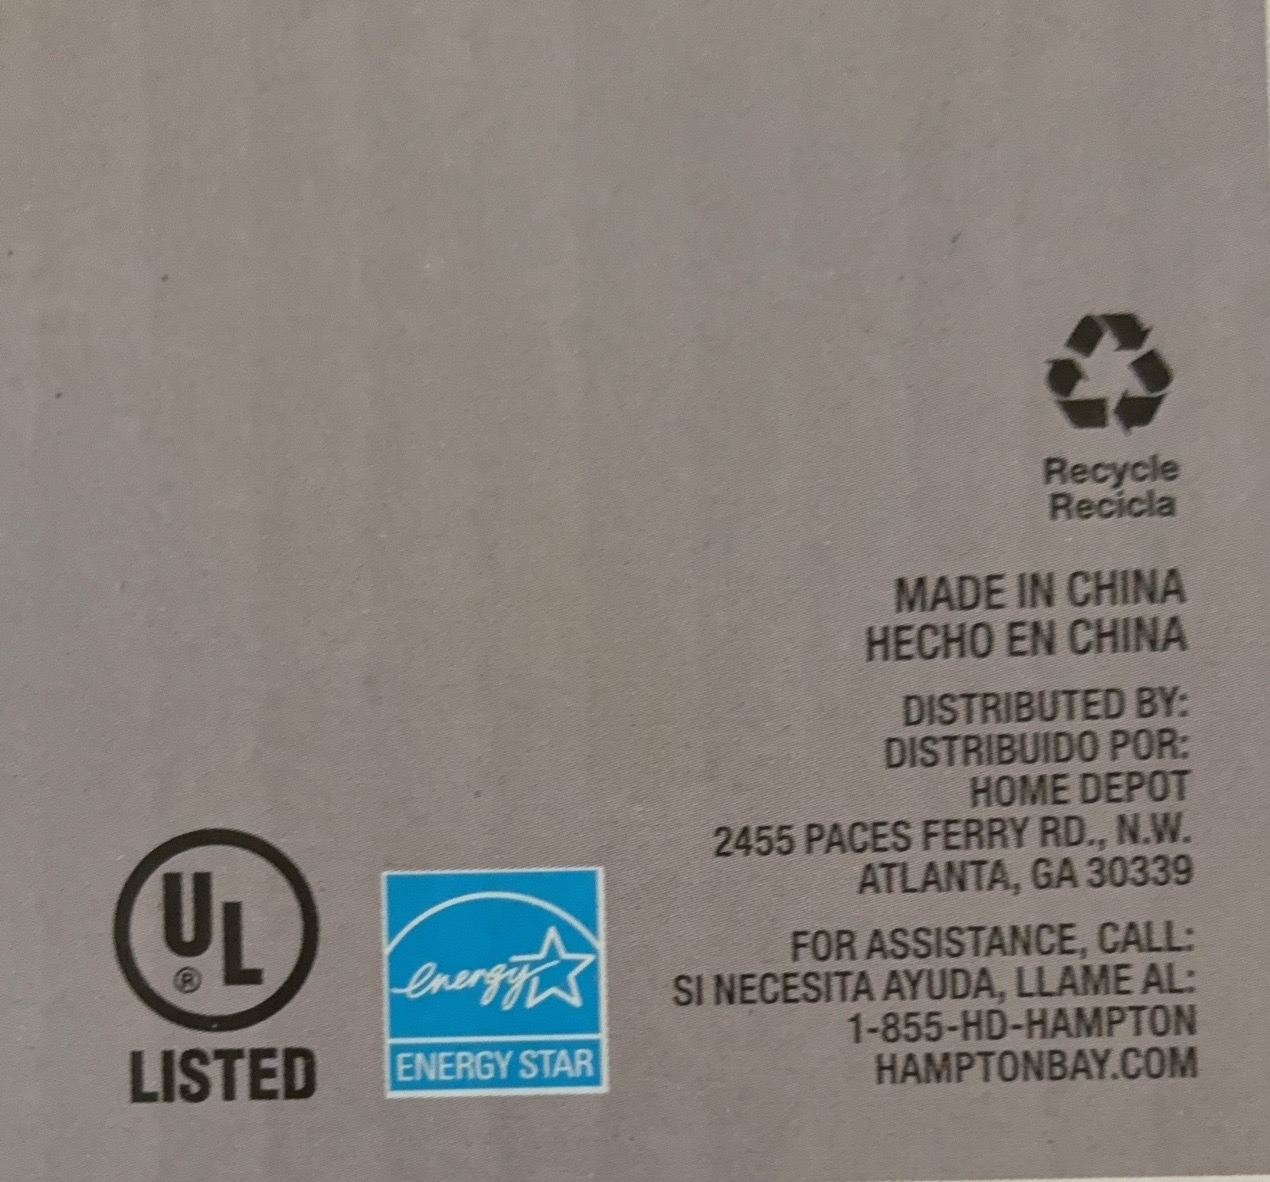 Recycle
Recicla
MADE IN CHINA
HECHO EN CHINA
DISTRIBUTED BY:
DISTRIBUIDO POR:
HOME DEPOT
2455 PACES FERRY RD., N.W.
ATLANTA, GA 30339
FOR ASSISTANCE, CALL:
SI NECESITA AYUDA, LLAME AL:
1-855-HD-HAMPTON
HAMPTONBAY.COM
UL
®
LISTED
energy
ENERGY STAR